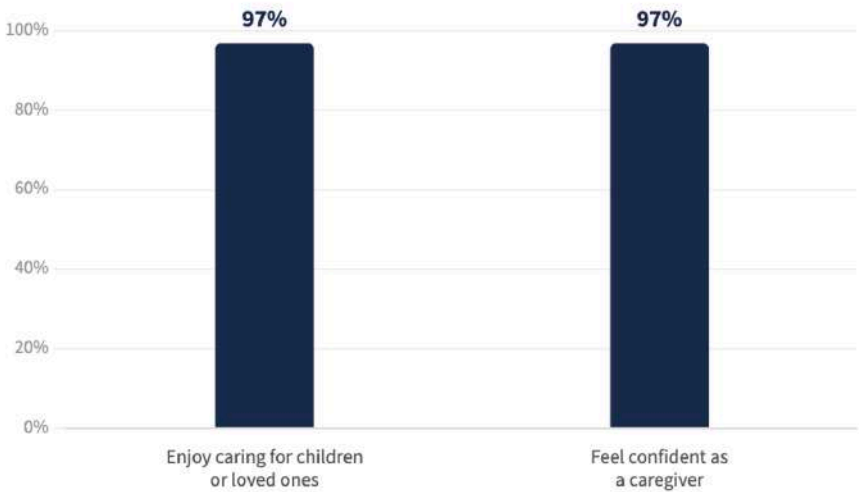 97%
97%
100%
80%
60%
40%
20%
0%
Enjoy caring for children
or loved ones
Feel confident as
a caregiver